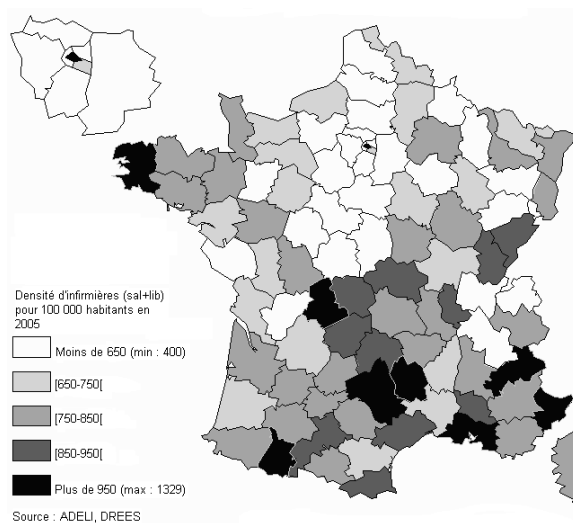 Densité d'infirmières (sal+lib)
pour 100 000 habitants en
2005
Moins de 650 (min : 400)
[650-750[
[750-850[
[850-950[
Plus de 950 (max : 1329)
Source : ADELI, DREES